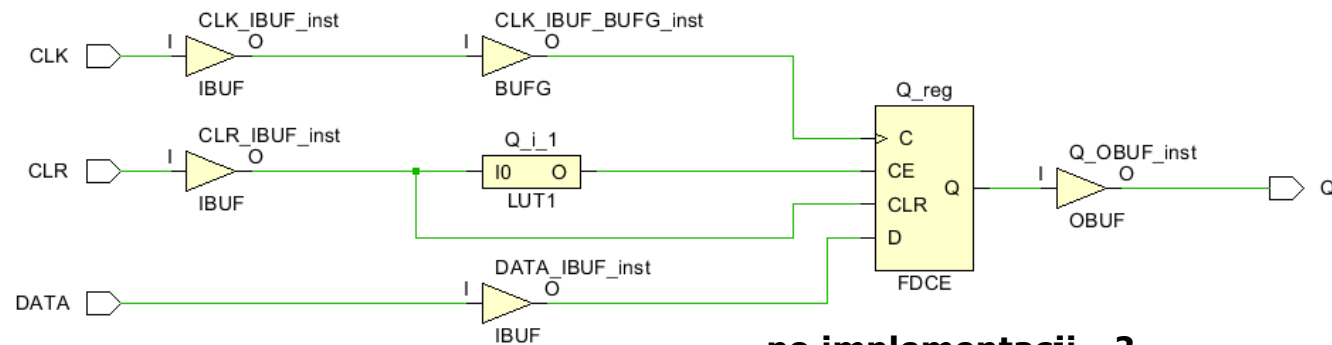 CLK_IBUF_inst
CLK_IBUF_BUFG_inst
CLK
I
O
I
O
IBUF
BUFG
Q_reg
CLR_IBUF_inst
Q_i_1
C
Q_OBUF_inst
CLR
I
O
I0
O
CE
Q
I
O
Q
IBUF
LUT1
CLR
OBUF
D
DATA_IBUF_inst
FDCE
DATA
I
O
IBUF